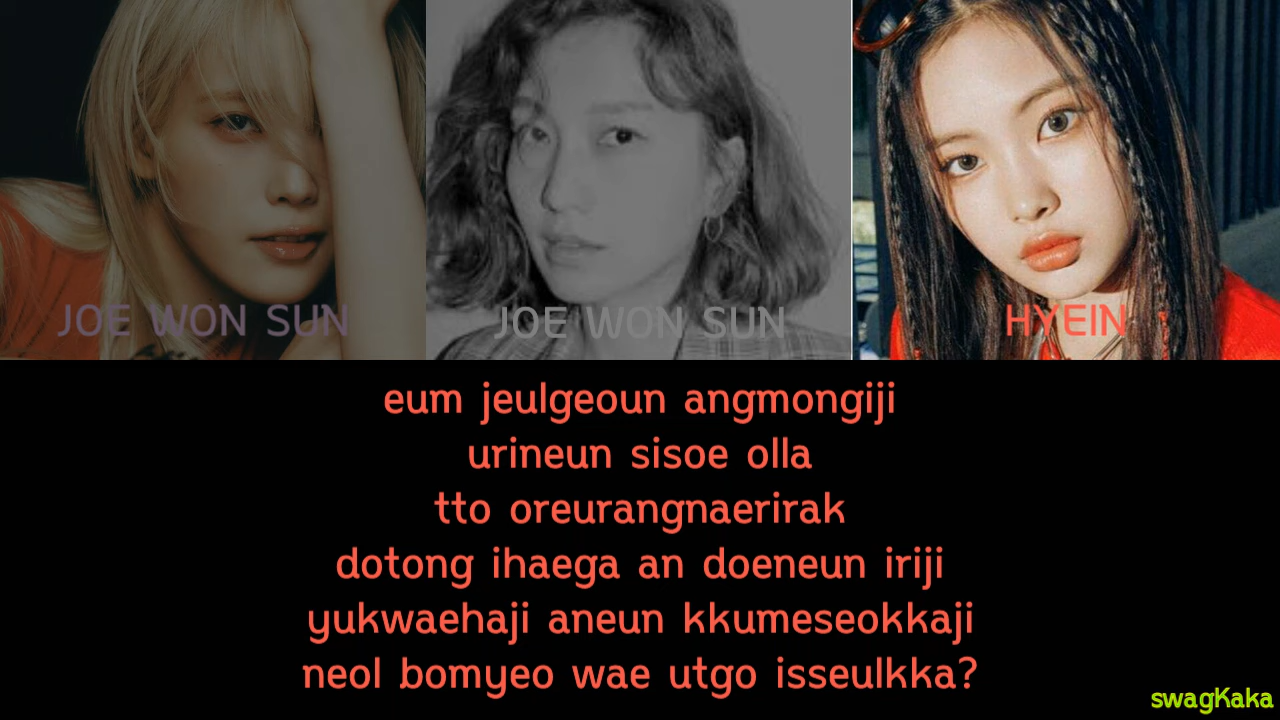 JOE WON SUN
JOE WON SUN
HYEIN
eum jeulgeoun angmongiji
urineun sisoe olla
tto oreurangnaerirak
dotong ihaega an doeneun iriji
yukwaehaji aneun kkumeseokkaji
neol bomyeo wae utgo isseulkka?
swagKaka